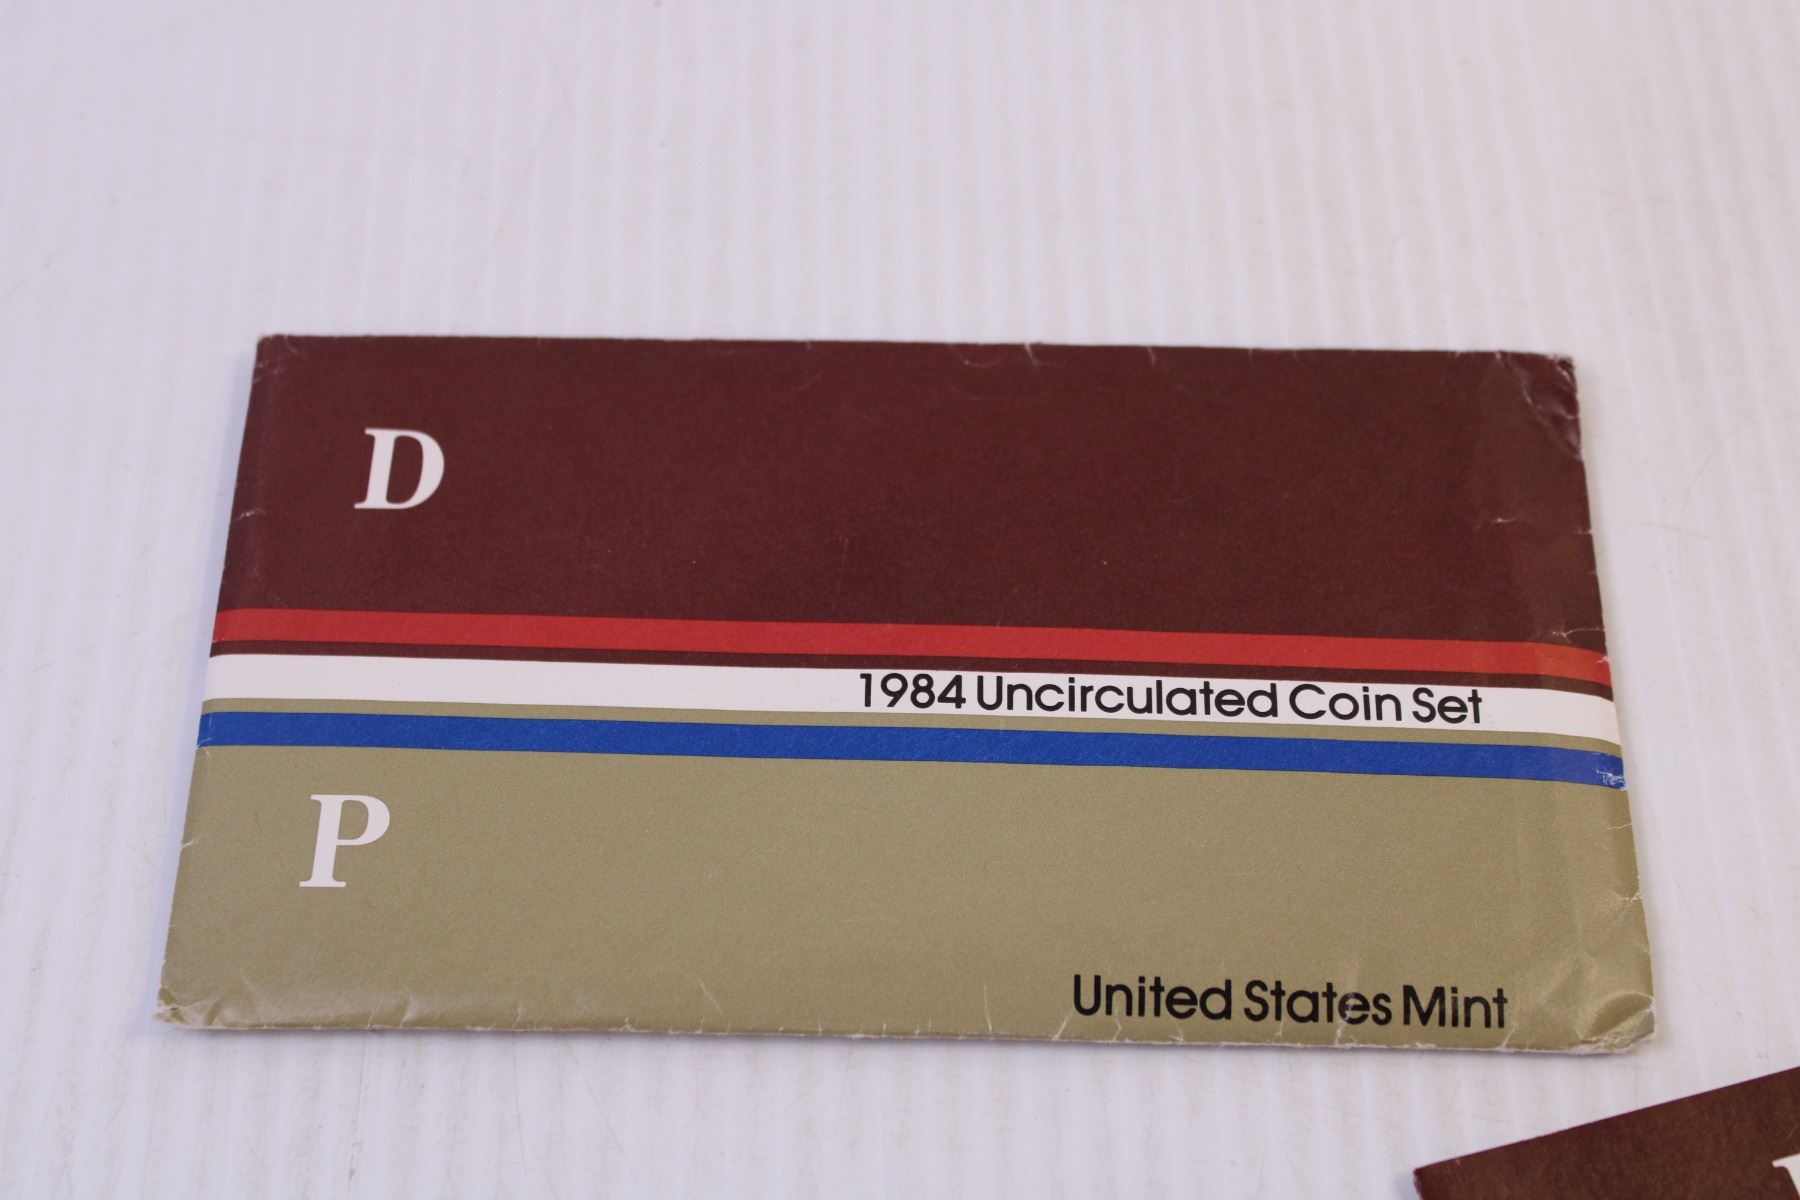 D
1984 Uncirculated Coin Set
P
United States Mint